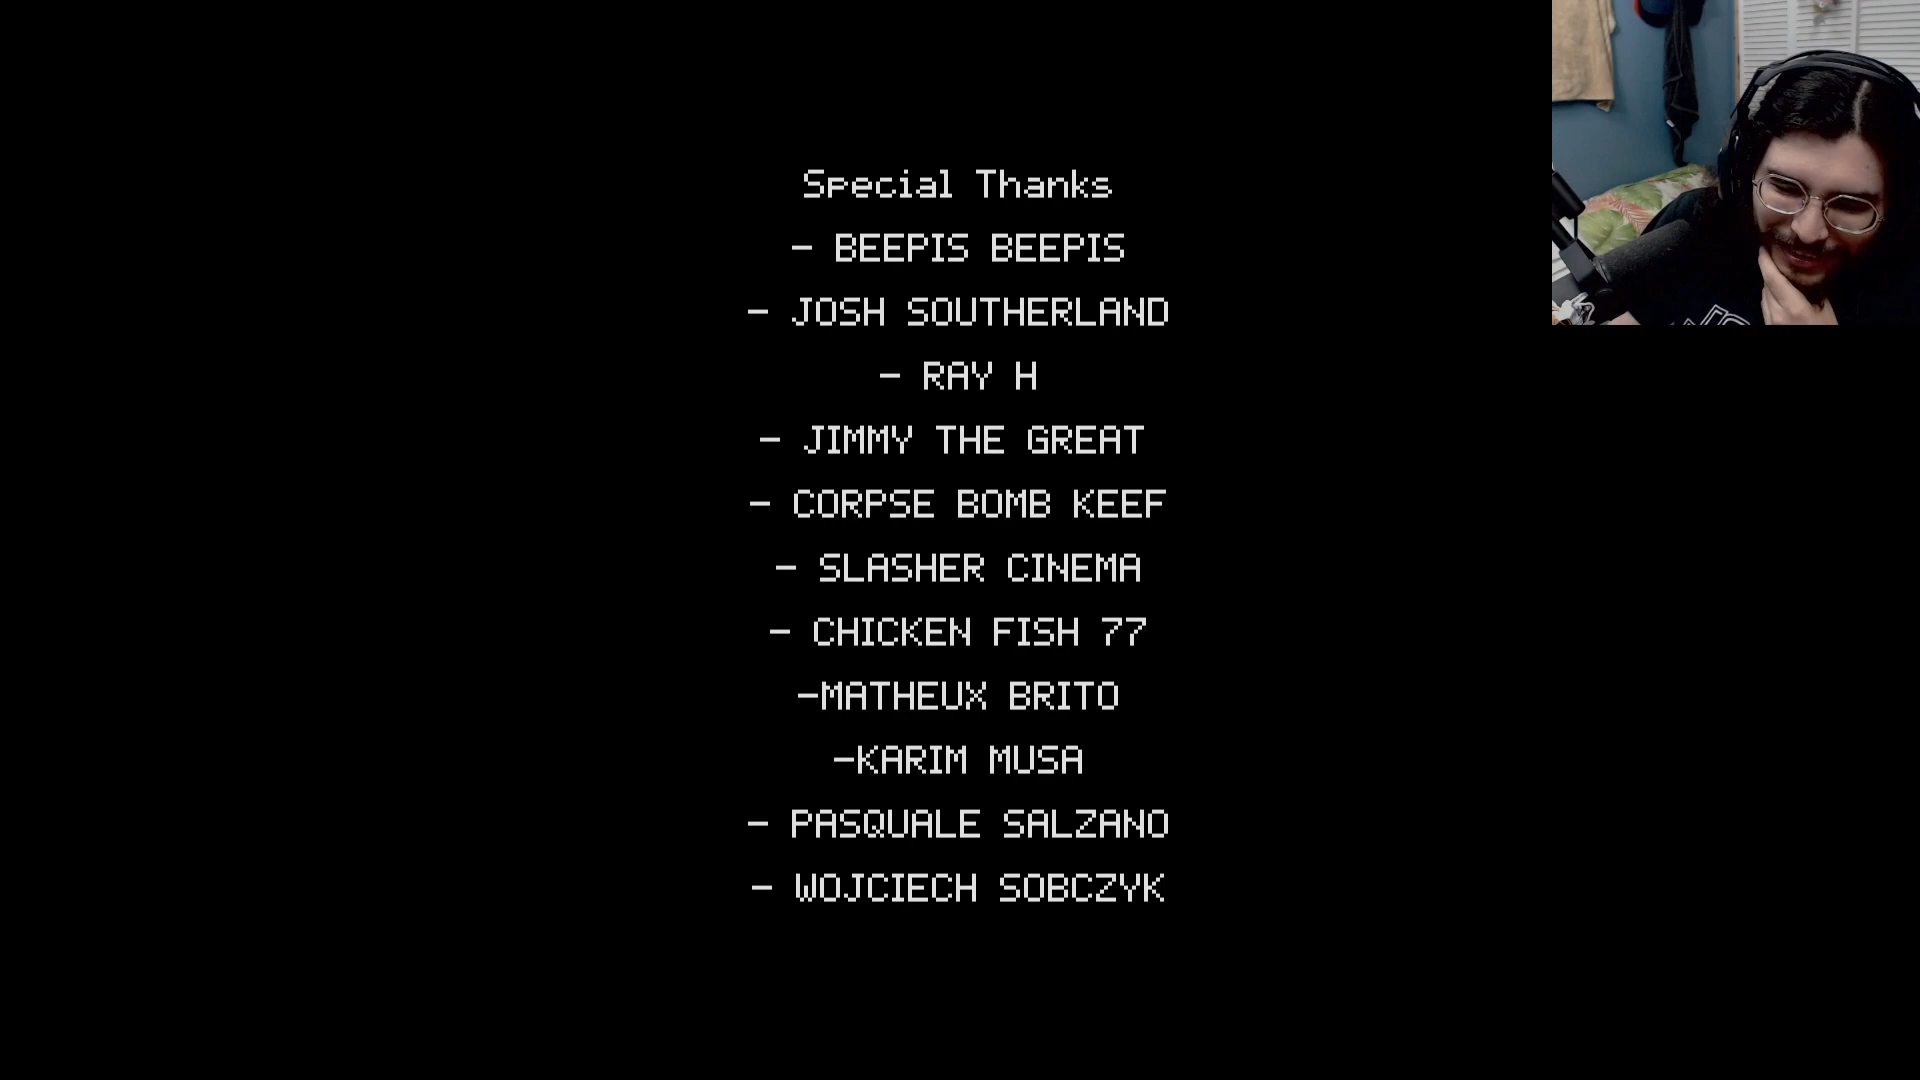 Special Thanks
- BEEPIS BEEPIS
- JOSH SOUTHERLAND
- RAY H
- JIMMY THE GREAT
- CORPSE BOMB KEEF
- SLASHER CINEMA
- CHICKEN FISH 77
-MATHEUX BRITO
-KARIM MUSA
- PASQUALE SALZANO
- WOJCIECH SOBCZYK